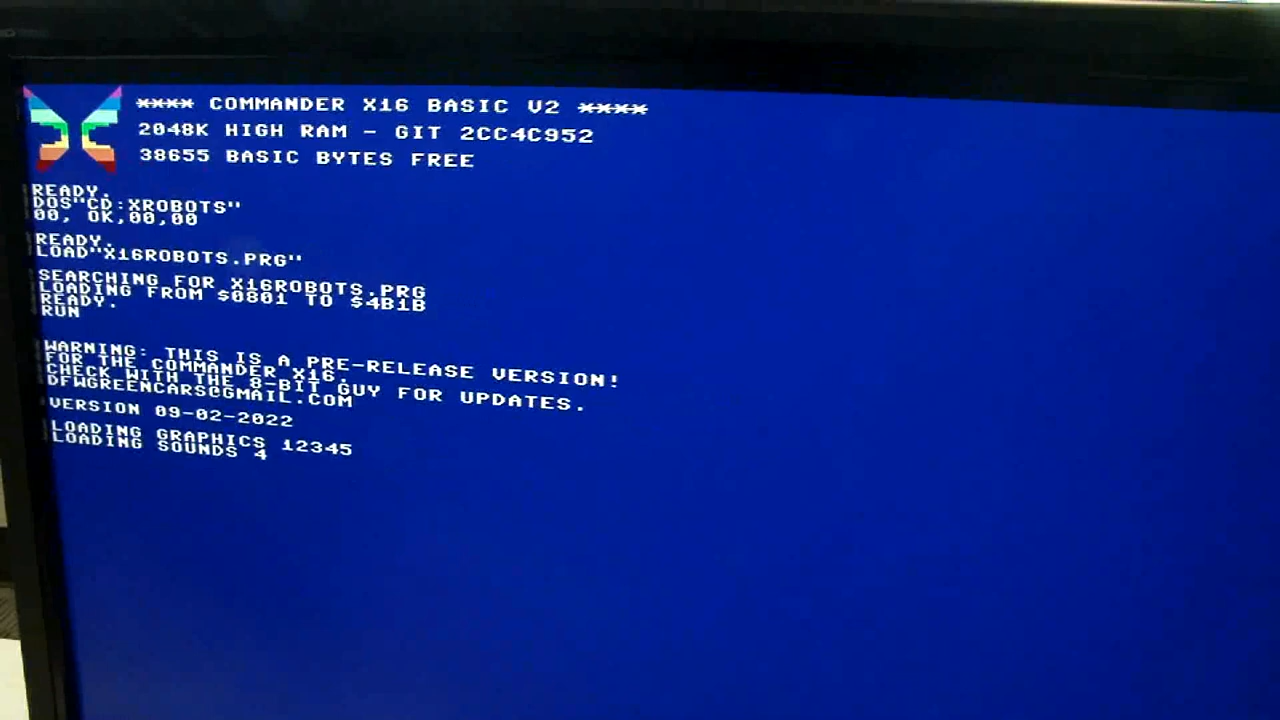 **** COMMANDER X16 BASIC V2 ****
2048K HIGH RAM - GIT 2CC4C952
38655 BASIC BYTES FREE
READY.
DOS"CD:XROBOTS"
00, OK,00,00
READY.
LOAD"X16ROBOTS.PRG"
SEARCHING FOR X16ROBOTS.PRG
LOADING FROM $0801 TO $4B1B
READY.
RUN
WARNING: THIS IS A PRE-RELEASE VERSION!
FOR THE COMMANDER X16.
CHECK WITH THE 8-BIT GUY FOR UPDATES.
DFWGREENCARS@GMAIL.COM
VERSION 09-02-2022
LOADING GRAPHICS 12345
LOADING SOUNDS 4